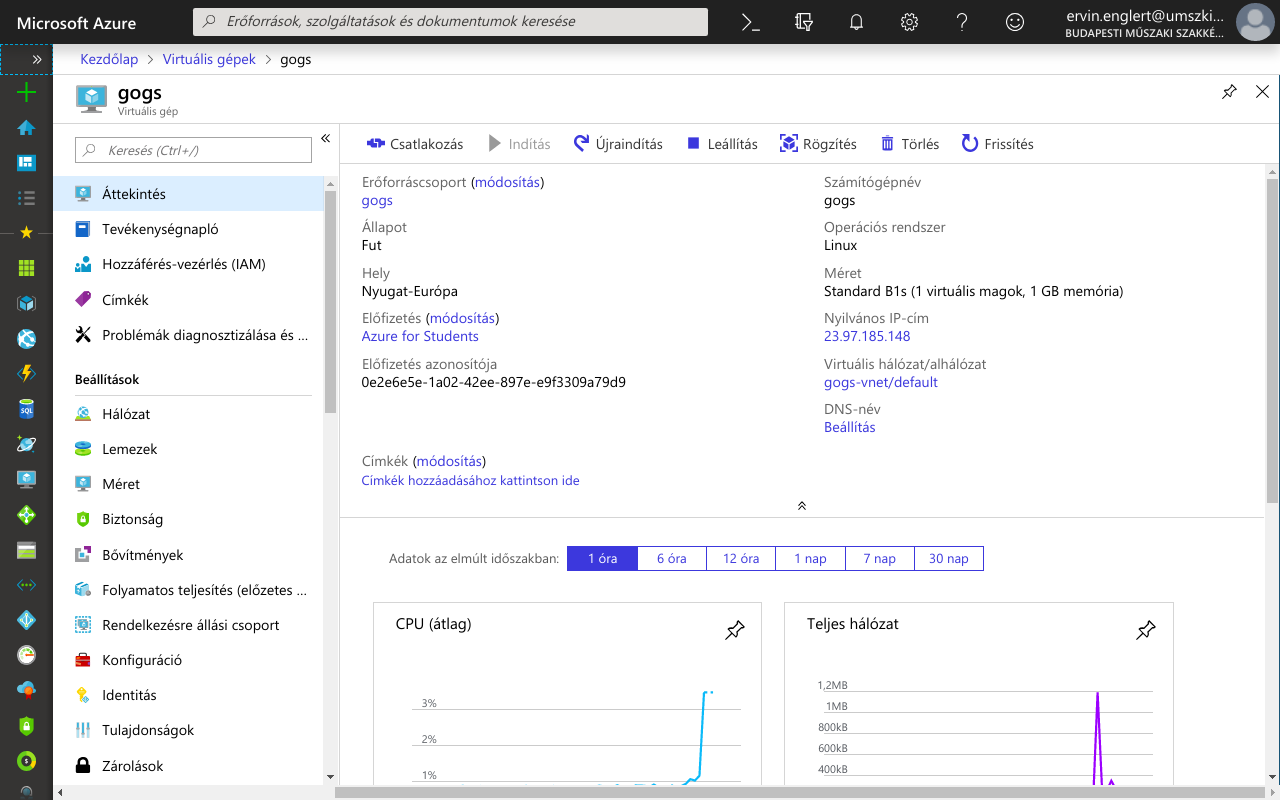 Microsoft Azure
Erőforrások, szolgáltatások és dokumentumok keresése
ervin.englert@umszki...
BUDAPESTI MŰSZAKI SZAKKÉ...
Kezdőlap
Virtuális gépek
gogs
gogs
Virtuális gép
Keresés (Ctrl+/)
Áttekintés
Tevékenységnapló
Hozzáférés-vezérlés (IAM)
Címkék
Problémák diagnosztizálása és ...
Beállítások
Hálózat
Lemezek
Méret
Biztonság
Bővítmények
Folyamatos teljesítés (előzetes ...
Rendelkezésre állási csoport
Konfiguráció
Identitás
Tulajdonságok
Zárolások
SQL
Csatlakozás
Indítás
Újraindítás
Leállítás
Rögzítés
Törlés
Frissítés
Erőforráscsoport (módosítás)
gogs
Állapot
Fut
Hely
Nyugat-Európa
Előfizetés (módosítás)
Azure for Students
Előfizetés azonosítója
0e2e6e5e-1a02-42ee-897e-e9f3309a79d9
Számítógépnév
gogs
Operációs rendszer
Linux
Méret
Standard B1s (1 virtuális magok, 1 GB memória)
Nyilvános IP-cím
23.97.185.148
Virtuális hálózat/alhálózat
gogs-vnet/default
DNS-név
Beállítás
Címkék (módosítás)
Címkék hozzáadásához kattintson ide
Adatok az elmúlt időszakban:
1 óra
6 óra
12 óra
1 nap
7 nap
30 nap
CPU (átlag)
3%
2%
1%
Teljes hálózat
1,2MB
1MB
800kB
600kB
400kB